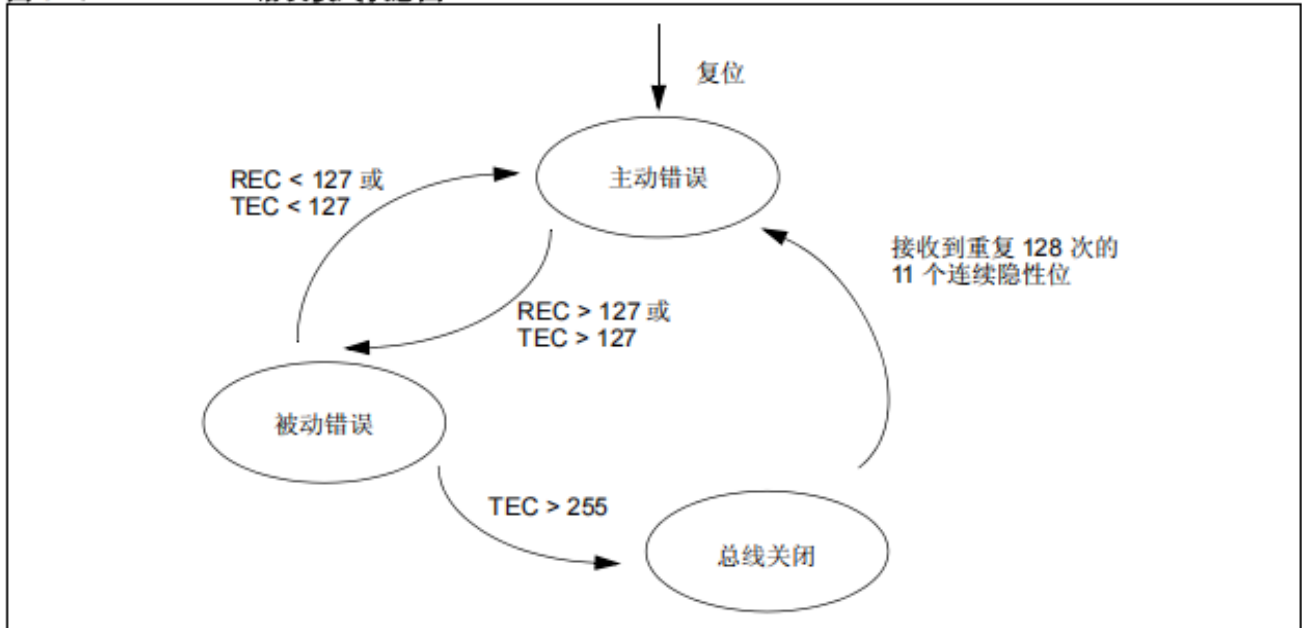 复位
主动错误
REC < 127 或
TEC < 127
接收到重复 128 次的
11 个连续隐性位
REC > 127 或
TEC > 127
被动错误
TEC > 255
总线关闭